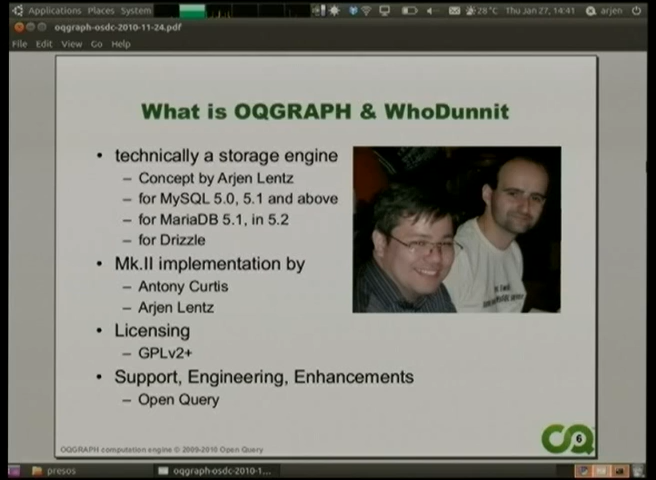 Applications Places System
28°C Thu Jan 27, 14:41 arjen
oqgraph-osdc-2010-11-24.pdf
File Edit View Go Help
What is OQGRAPH & WhoDunnit
• technically a storage engine
– Concept by Arjen Lentz
– for MySQL 5.0, 5.1 and above
– for MariaDB 5.1, in 5.2
– for Drizzle
• Mk.II implementation by
– Antony Curtis
– Arjen Lentz
• Licensing
– GPLv2+
• Support, Engineering, Enhancements
– Open Query
OQGRAPH computation engine © 2009-2010 Open Query
6
presos oqgraph-osdc-2010-1...